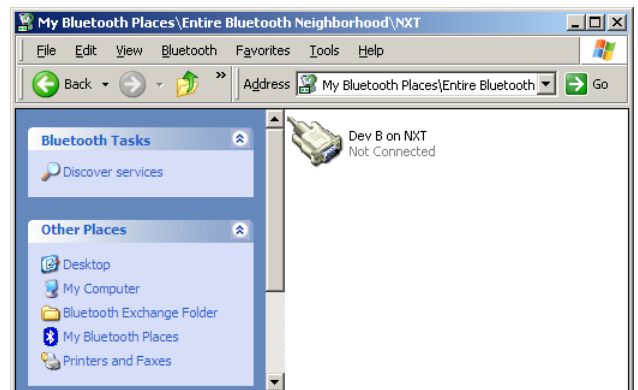 My Bluetooth Places\Entire Bluetooth Neighborhood\NXT
File Edit View Bluetooth Favorites Tools Help
Back » Address My Bluetooth Places\Entire Bluetooth Go
Bluetooth Tasks
Discover services
Other Places
Desktop
My Computer
Bluetooth Exchange Folder
My Bluetooth Places
Printers and Faxes
Dev B on NXT
Not Connected